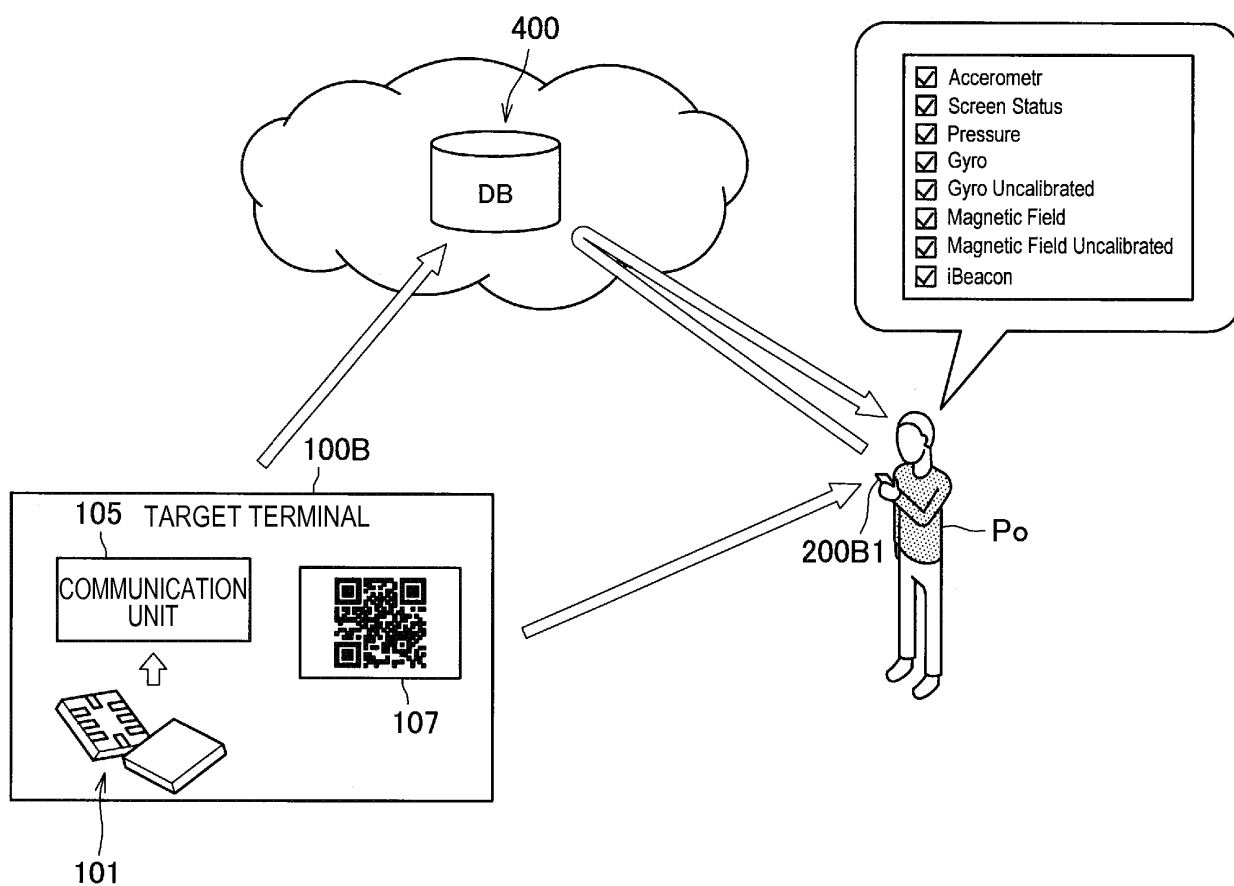 400
DB
Accerometr
Screen Status
Pressure
Gyro
Gyro Uncalibrated
Magnetic Field
Magnetic Field Uncalibrated
iBeacon
100B
105 TARGET TERMINAL
COMMUNICATION
UNIT
107
101
200B1
Po